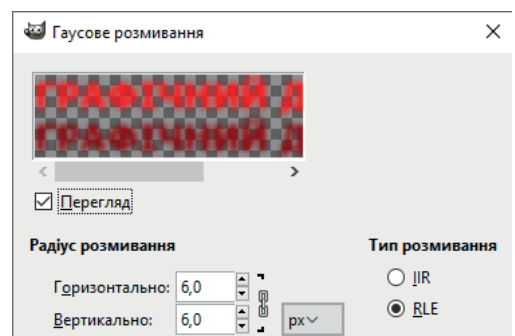 Гаусове розмивання
ГРАФІЧНИЙ Д
ГРАФІЧНИЙ Д
Перегляд
Радіус розмивання
Тип розмивання
Горизонтально: 6,0
IIR
Вертикально: 6,0
px
RLE